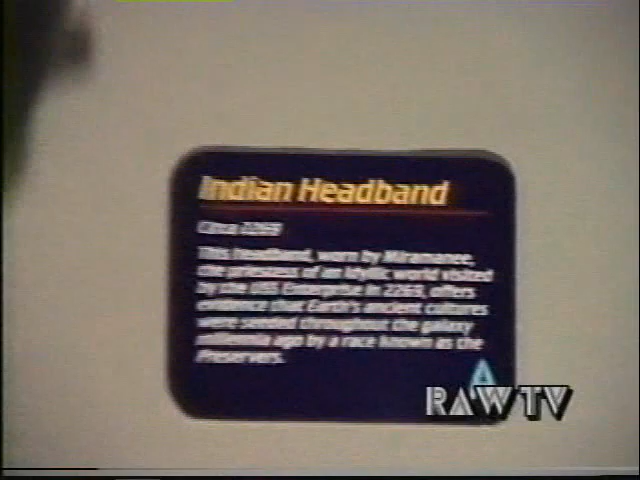 Indian Headband
Circa 2268
This headband, worn by Miramanee,
the priestess of an idyllic world visited
by the USS Enterprise in 2268, offers
evidence that Earth's ancient cultures
were seeded throughout the galaxy
millennia ago by a race known as the
Preservers.
RAWTV